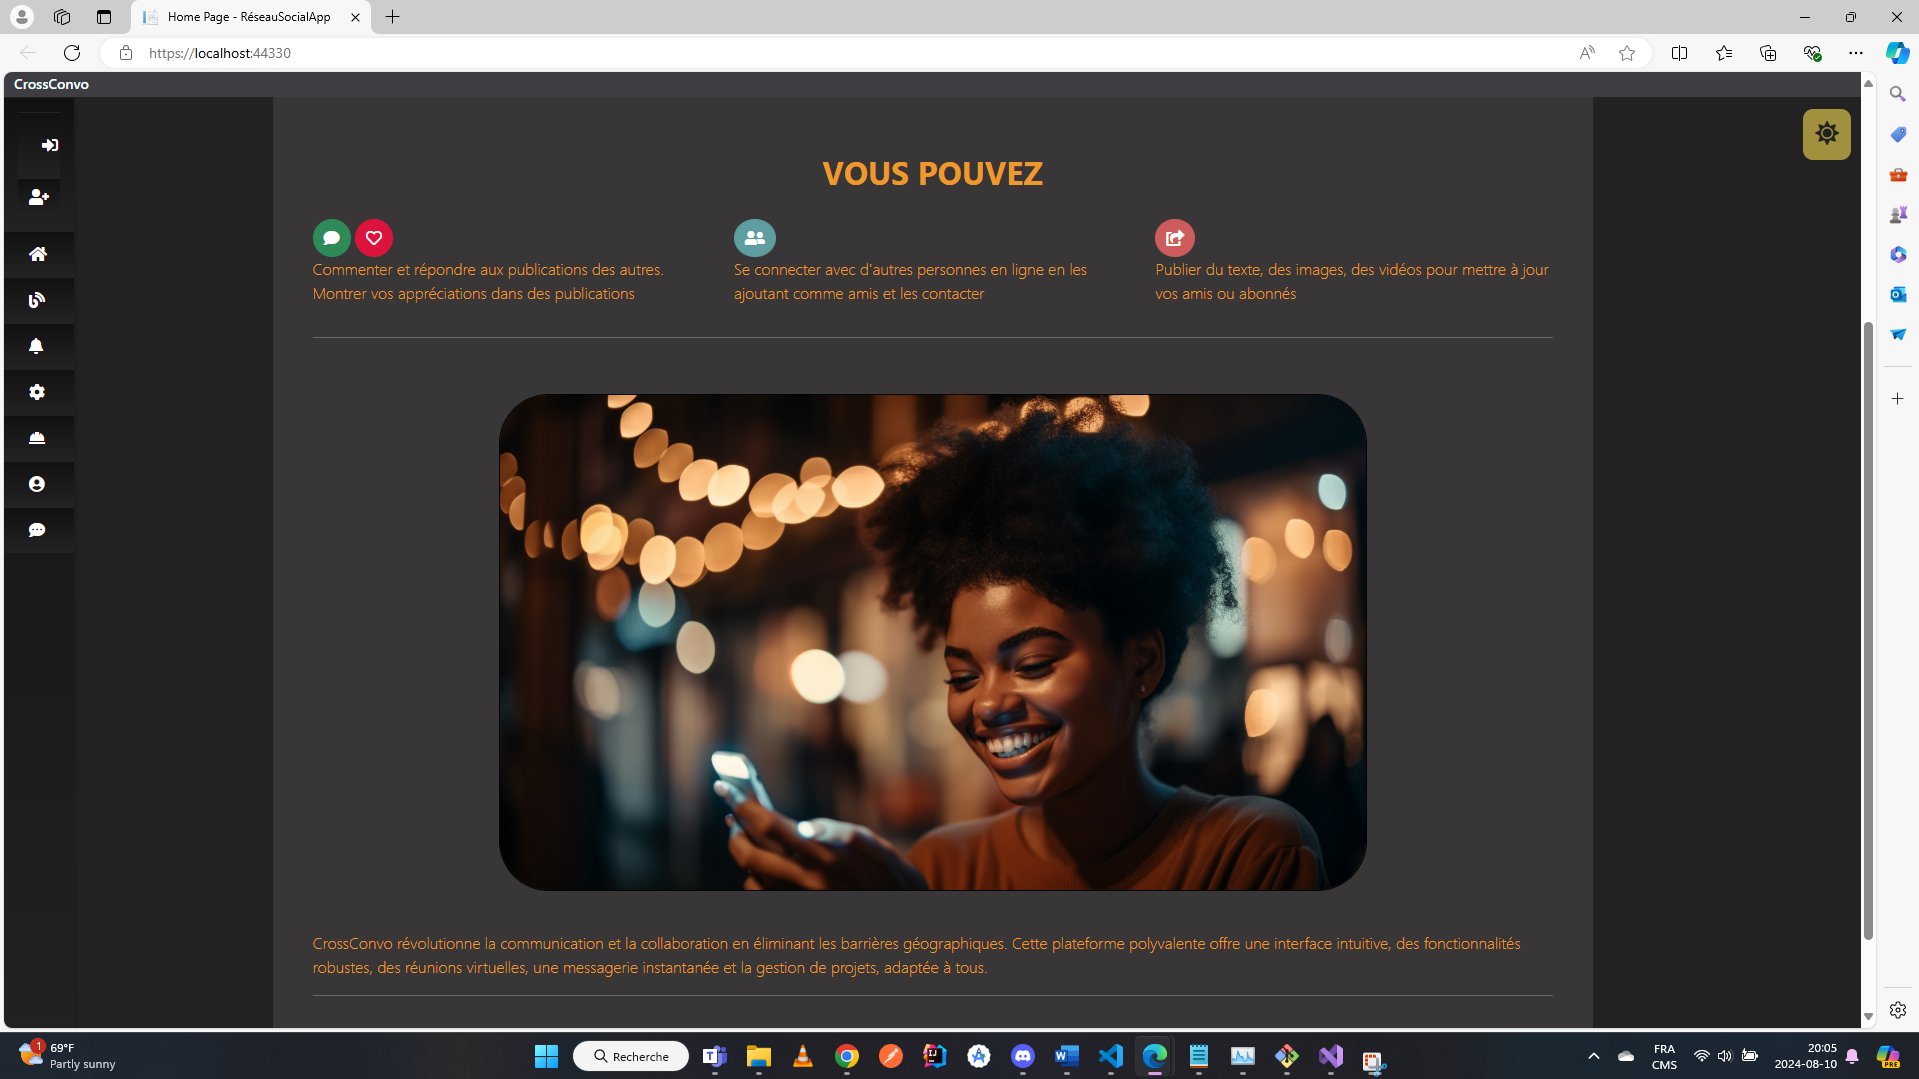 Home Page - RéseauSocialApp
https://localhost:44330
CrossConvo
VOUS POUVEZ
Commenter et répondre aux publications des autres.
Montrer vos appréciations dans des publications
Se connecter avec d'autres personnes en ligne en les
ajoutant comme amis et les contacter
Publier du texte, des images, des vidéos pour mettre à jour
vos amis ou abonnés
CrossConvo révolutionne la communication et la collaboration en éliminant les barrières géographiques. Cette plateforme polyvalente offre une interface intuitive, des fonctionnalités
robustes, des réunions virtuelles, une messagerie instantanée et la gestion de projets, adaptée à tous.
1
69°F
Partly sunny
Recherche
FRA
CMS
20:05
2024-08-10
PRE